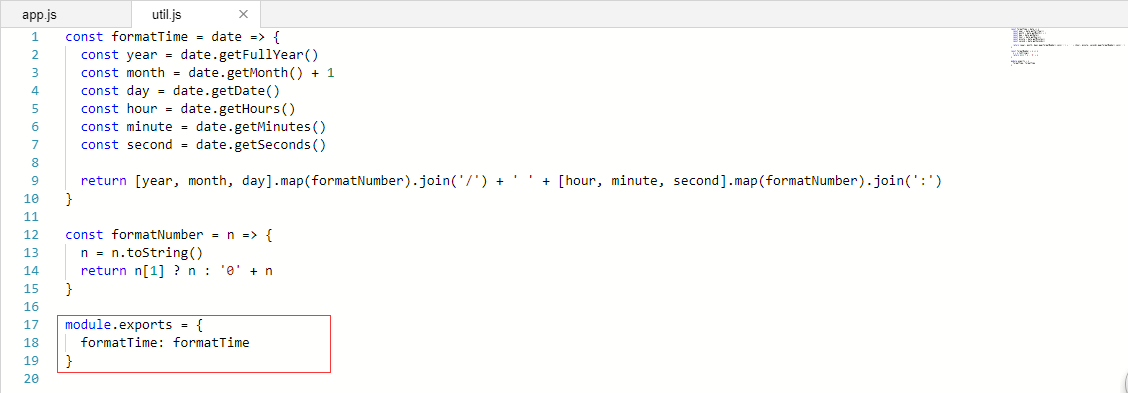 app.js
util.js
1 const formatTime = date => {
2 const year = date.getFullYear()
3 const month = date.getMonth() + 1
4 const day = date.getDate()
5 const hour = date.getHours()
6 const minute = date.getMinutes()
7 const second = date.getSeconds()
8
9 return [year, month, day].map(formatNumber).join('/') + ' ' + [hour, minute, second].map(formatNumber).join(':')
10 }
11
12 const formatNumber = n => {
13 n = n.toString()
14 return n[1] ? n : '0' + n
15 }
16
17 module.exports = {
18 formatTime: formatTime
19 }
20